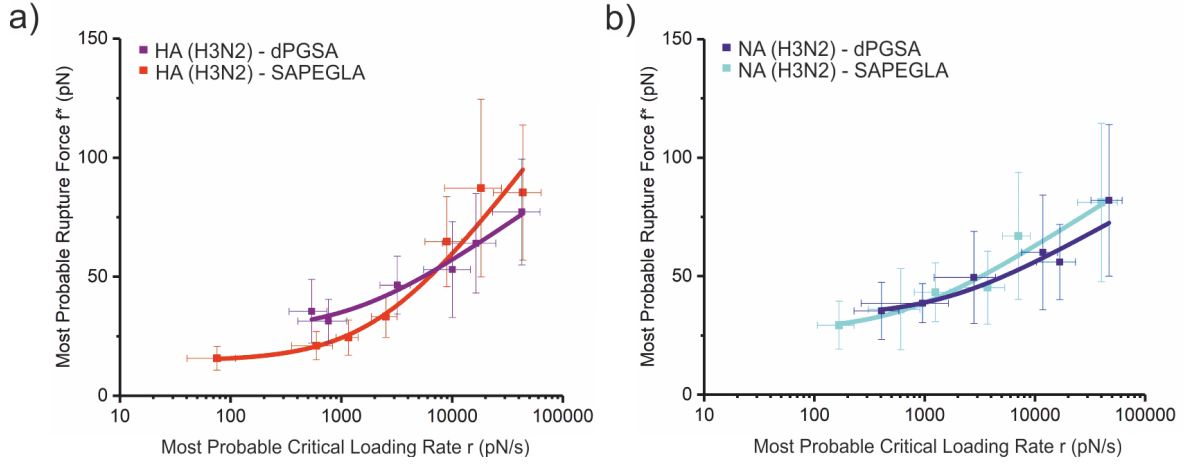 a)
150
100
50
0
Most Probable Rupture Force f* (pN)
HA (H3N2) - dPGSA
HA (H3N2) - SAPEGLA
10 100 1000 10000 100000
Most Probable Critical Loading Rate r (pN/s)
b)
150
100
50
0
Most Probable Rupture Force f* (pN)
NA (H3N2) - dPGSA
NA (H3N2) - SAPEGLA
10 100 1000 10000 100000
Most Probable Critical Loading Rate r (pN/s)